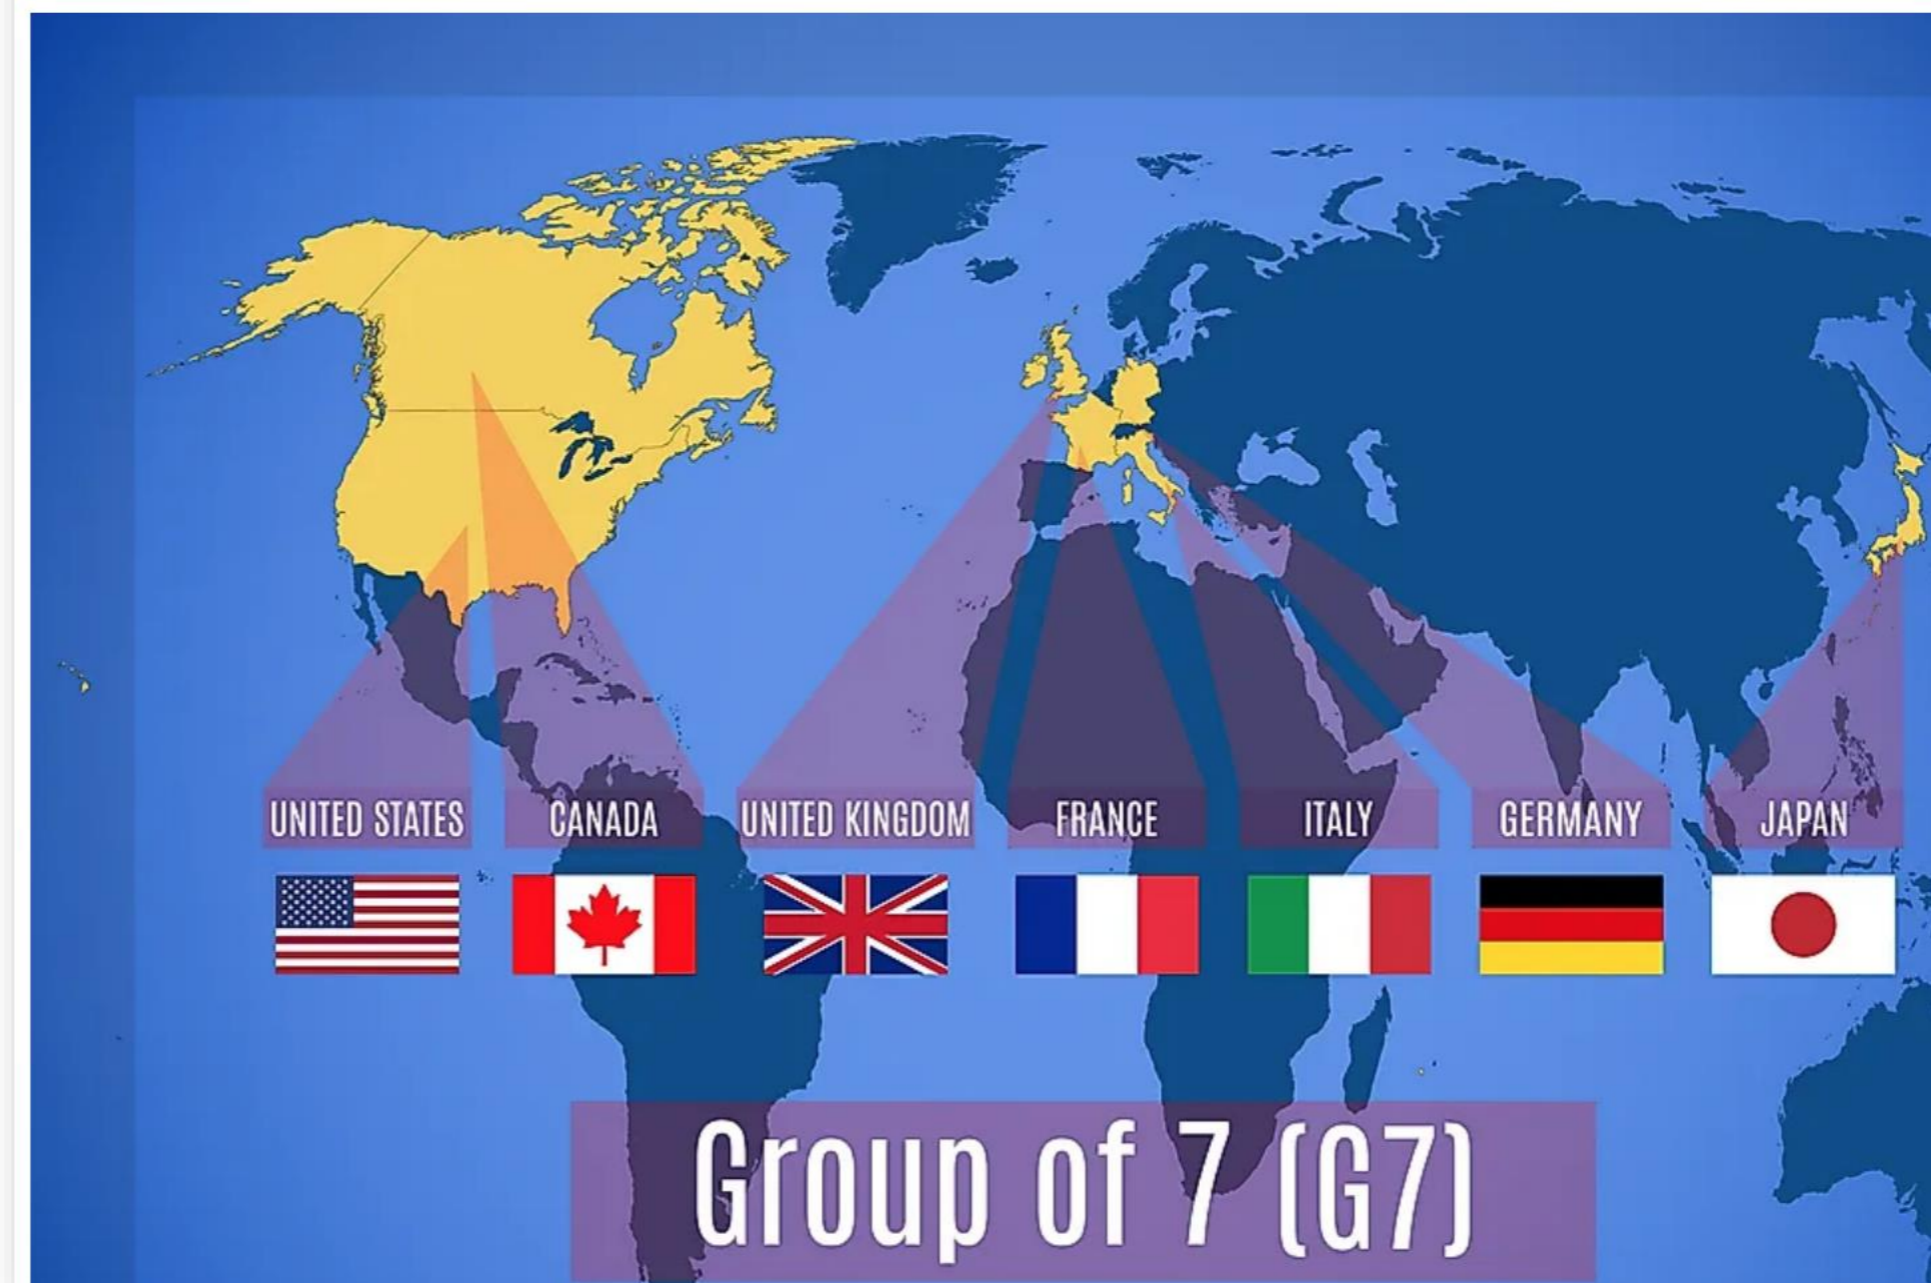 UNITED STATES
CANADA
UNITED KINGDOM
FRANCE
ITALY
GERMANY
JAPAN
Group of 7 (G7)